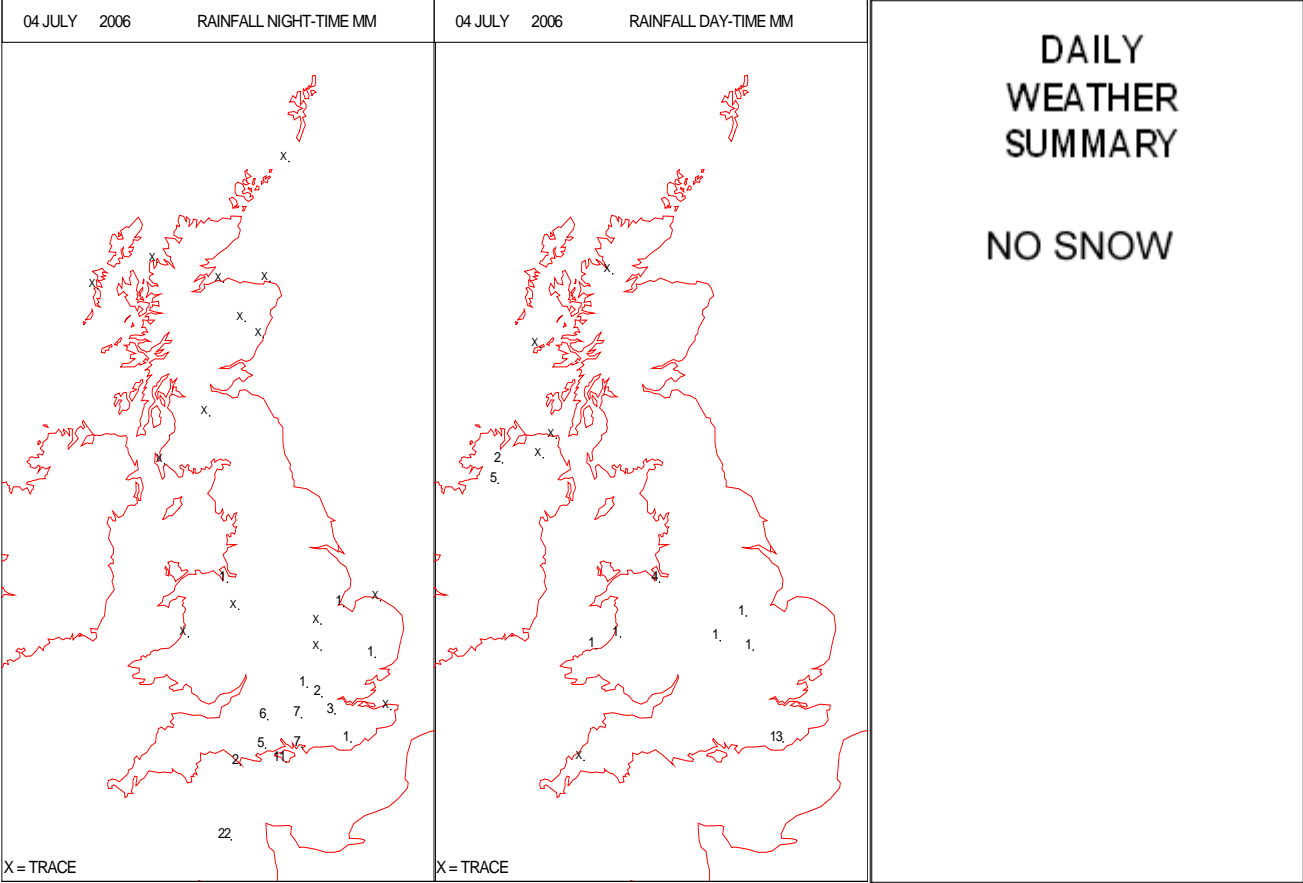 04 JULY 2006 RAINFALL NIGHT-TIME MM
X.
X.
X.
X. X.
X.
X.
X.
X.
1.
X.
1. X.
X.
X.
X.
1.
1.
2.
X.
3.
7.
6.
7.
5.
1.
11.
2.
22.
X = TRACE
04 JULY 2006 RAINFALL DAY-TIME MM
X.
X.
X.
X.
2.
5.
4.
1.
1.
1.
1.
1.
13.
X.
X = TRACE
DAILY
WEATHER
SUMMARY
NO SNOW